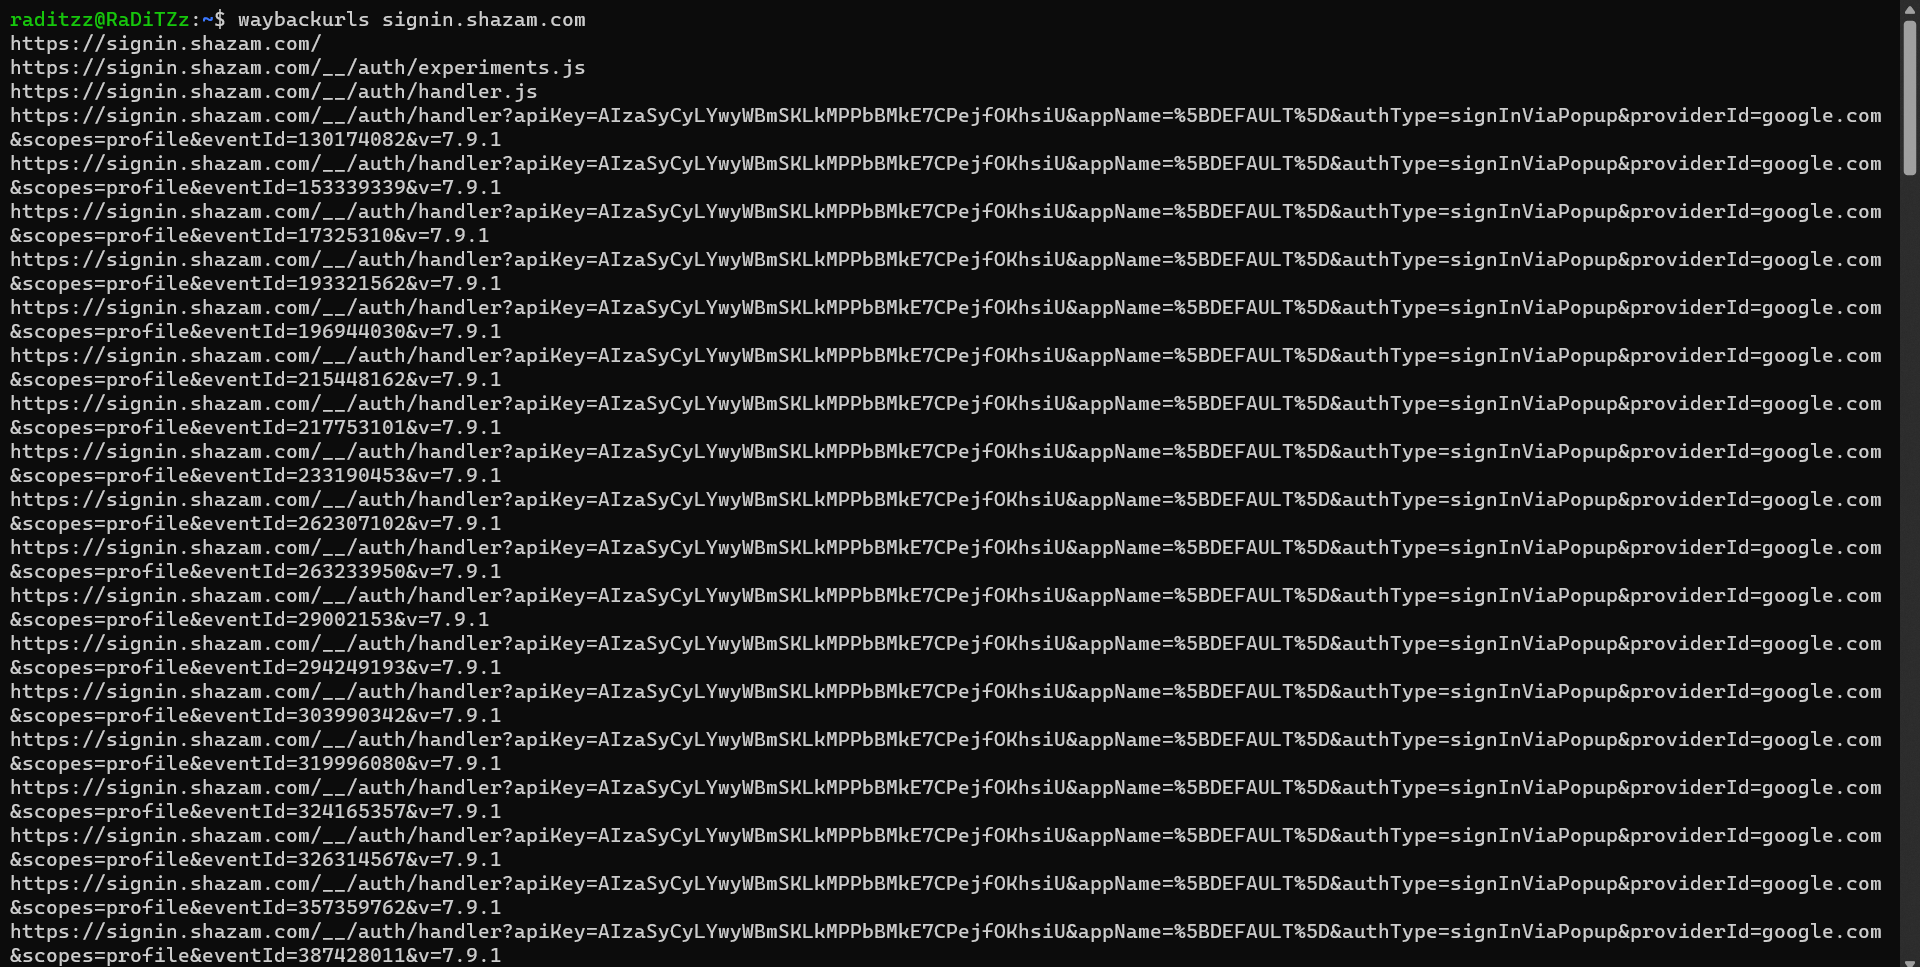 raditzz@RaDiTZz:~$ waybackurls signin.shazam.com
https://signin.shazam.com/
https://signin.shazam.com/__/auth/experiments.js
https://signin.shazam.com/__/auth/handler.js
https://signin.shazam.com/__/auth/handler?apiKey=AIzaSyCyLYwyWBmSKLkMPPbBMkE7CPejfOKhsiU&appName=%5BDEFAULT%5D&authType=signInViaPopup&providerId=google.com
&scopes=profile&eventId=130174082&v=7.9.1
https://signin.shazam.com/__/auth/handler?apiKey=AIzaSyCyLYwyWBmSKLkMPPbBMkE7CPejfOKhsiU&appName=%5BDEFAULT%5D&authType=signInViaPopup&providerId=google.com
&scopes=profile&eventId=153339339&v=7.9.1
https://signin.shazam.com/__/auth/handler?apiKey=AIzaSyCyLYwyWBmSKLkMPPbBMkE7CPejfOKhsiU&appName=%5BDEFAULT%5D&authType=signInViaPopup&providerId=google.com
&scopes=profile&eventId=17325310&v=7.9.1
https://signin.shazam.com/__/auth/handler?apiKey=AIzaSyCyLYwyWBmSKLkMPPbBMkE7CPejfOKhsiU&appName=%5BDEFAULT%5D&authType=signInViaPopup&providerId=google.com
&scopes=profile&eventId=193321562&v=7.9.1
https://signin.shazam.com/__/auth/handler?apiKey=AIzaSyCyLYwyWBmSKLkMPPbBMkE7CPejfOKhsiU&appName=%5BDEFAULT%5D&authType=signInViaPopup&providerId=google.com
&scopes=profile&eventId=196944030&v=7.9.1
https://signin.shazam.com/__/auth/handler?apiKey=AIzaSyCyLYwyWBmSKLkMPPbBMkE7CPejfOKhsiU&appName=%5BDEFAULT%5D&authType=signInViaPopup&providerId=google.com
&scopes=profile&eventId=215448162&v=7.9.1
https://signin.shazam.com/__/auth/handler?apiKey=AIzaSyCyLYwyWBmSKLkMPPbBMkE7CPejfOKhsiU&appName=%5BDEFAULT%5D&authType=signInViaPopup&providerId=google.com
&scopes=profile&eventId=217753101&v=7.9.1
https://signin.shazam.com/__/auth/handler?apiKey=AIzaSyCyLYwyWBmSKLkMPPbBMkE7CPejfOKhsiU&appName=%5BDEFAULT%5D&authType=signInViaPopup&providerId=google.com
&scopes=profile&eventId=233190453&v=7.9.1
https://signin.shazam.com/__/auth/handler?apiKey=AIzaSyCyLYwyWBmSKLkMPPbBMkE7CPejfOKhsiU&appName=%5BDEFAULT%5D&authType=signInViaPopup&providerId=google.com
&scopes=profile&eventId=262307102&v=7.9.1
https://signin.shazam.com/__/auth/handler?apiKey=AIzaSyCyLYwyWBmSKLkMPPbBMkE7CPejfOKhsiU&appName=%5BDEFAULT%5D&authType=signInViaPopup&providerId=google.com
&scopes=profile&eventId=263233950&v=7.9.1
https://signin.shazam.com/__/auth/handler?apiKey=AIzaSyCyLYwyWBmSKLkMPPbBMkE7CPejfOKhsiU&appName=%5BDEFAULT%5D&authType=signInViaPopup&providerId=google.com
&scopes=profile&eventId=29002153&v=7.9.1
https://signin.shazam.com/__/auth/handler?apiKey=AIzaSyCyLYwyWBmSKLkMPPbBMkE7CPejfOKhsiU&appName=%5BDEFAULT%5D&authType=signInViaPopup&providerId=google.com
&scopes=profile&eventId=294249193&v=7.9.1
https://signin.shazam.com/__/auth/handler?apiKey=AIzaSyCyLYwyWBmSKLkMPPbBMkE7CPejfOKhsiU&appName=%5BDEFAULT%5D&authType=signInViaPopup&providerId=google.com
&scopes=profile&eventId=303990342&v=7.9.1
https://signin.shazam.com/__/auth/handler?apiKey=AIzaSyCyLYwyWBmSKLkMPPbBMkE7CPejfOKhsiU&appName=%5BDEFAULT%5D&authType=signInViaPopup&providerId=google.com
&scopes=profile&eventId=319996080&v=7.9.1
https://signin.shazam.com/__/auth/handler?apiKey=AIzaSyCyLYwyWBmSKLkMPPbBMkE7CPejfOKhsiU&appName=%5BDEFAULT%5D&authType=signInViaPopup&providerId=google.com
&scopes=profile&eventId=324165357&v=7.9.1
https://signin.shazam.com/__/auth/handler?apiKey=AIzaSyCyLYwyWBmSKLkMPPbBMkE7CPejfOKhsiU&appName=%5BDEFAULT%5D&authType=signInViaPopup&providerId=google.com
&scopes=profile&eventId=326314567&v=7.9.1
https://signin.shazam.com/__/auth/handler?apiKey=AIzaSyCyLYwyWBmSKLkMPPbBMkE7CPejfOKhsiU&appName=%5BDEFAULT%5D&authType=signInViaPopup&providerId=google.com
&scopes=profile&eventId=357359762&v=7.9.1
https://signin.shazam.com/__/auth/handler?apiKey=AIzaSyCyLYwyWBmSKLkMPPbBMkE7CPejfOKhsiU&appName=%5BDEFAULT%5D&authType=signInViaPopup&providerId=google.com
&scopes=profile&eventId=387428011&v=7.9.1